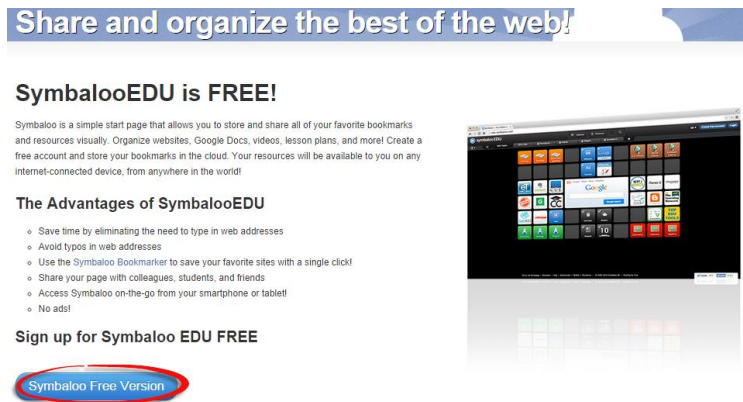 Share and organize the best of the web!
SymbalooEDU is FREE!
Symbaloo is a simple start page that allows you to store and share all of your favorite bookmarks
and resources visually. Organize websites, Google Docs, videos, lesson plans, and more! Create a
free account and store your bookmarks in the cloud. Your resources will be available to you on any
internet-connected device, from anywhere in the world!
The Advantages of SymbalooEDU
Save time by eliminating the need to type in web addresses
Avoid typos in web addresses
Use the Symbaloo Bookmarker to save your favorite sites with a single click!
Share your page with colleagues, students, and friends
Access Symbaloo on-the-go from your smartphone or tablet!
No ads!
Sign up for Symbaloo EDU FREE
Symbaloo Free Version
symbalooEDU
Google
CC
TOP
EDU
TOOLS
10